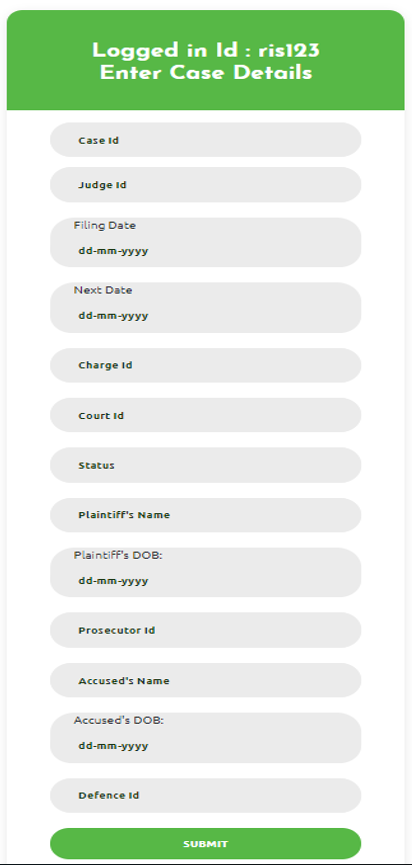 Logged in Id : ris123
Enter Case Details
Case Id
Judge Id
Filing Date
dd-mm-yyyy
Next Date
dd-mm-yyyy
Charge Id
Court Id
Status
Plaintiff's Name
Plaintiff's DOB:
dd-mm-yyyy
Prosecutor Id
Accused's Name
Accused's DOB:
dd-mm-yyyy
Defence Id
SUBMIT